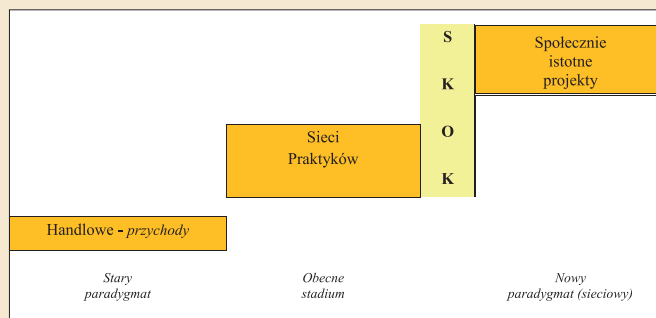 S
K
O
K
Społecznie
istotne
projekty
Sieci
Praktyków
Handlowe - przychody
Stary
paradygmat
Obecne
stadium
Nowy
paradygmat (sieciowy)